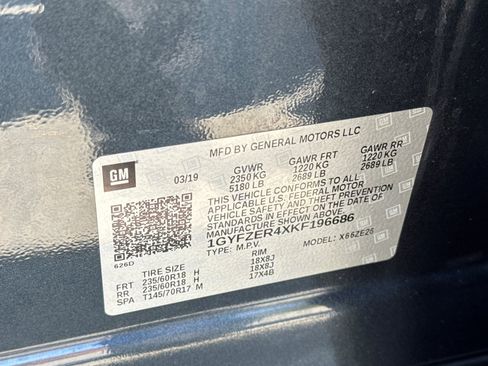 MFD BY GENERAL MOTORS LLC
GM
03/19
GVWR GAWR FRT GAWR RR
2350 KG 1220 KG 1220 KG
5180 LB 2689 LB 2689 LB
THIS VEHICLE CONFORMS TO ALL
APPLICABLE U.S. FEDERAL MOTOR
VEHICLE SAFETY AND THEFT PREVENTION
STANDARDS IN EFFECT ON THE DATE OF
MANUFACTURE SHOWN ABOVE.
1GYFZER4XKF196686
626D
TYPE: M.P.V. MODEL: X66ZE26
TIRE SIZE RIM
FRT 235/60R18 H 18X8J
RR 235/60R18 H 18X8J
SPA T145/70R17 M 17X4B